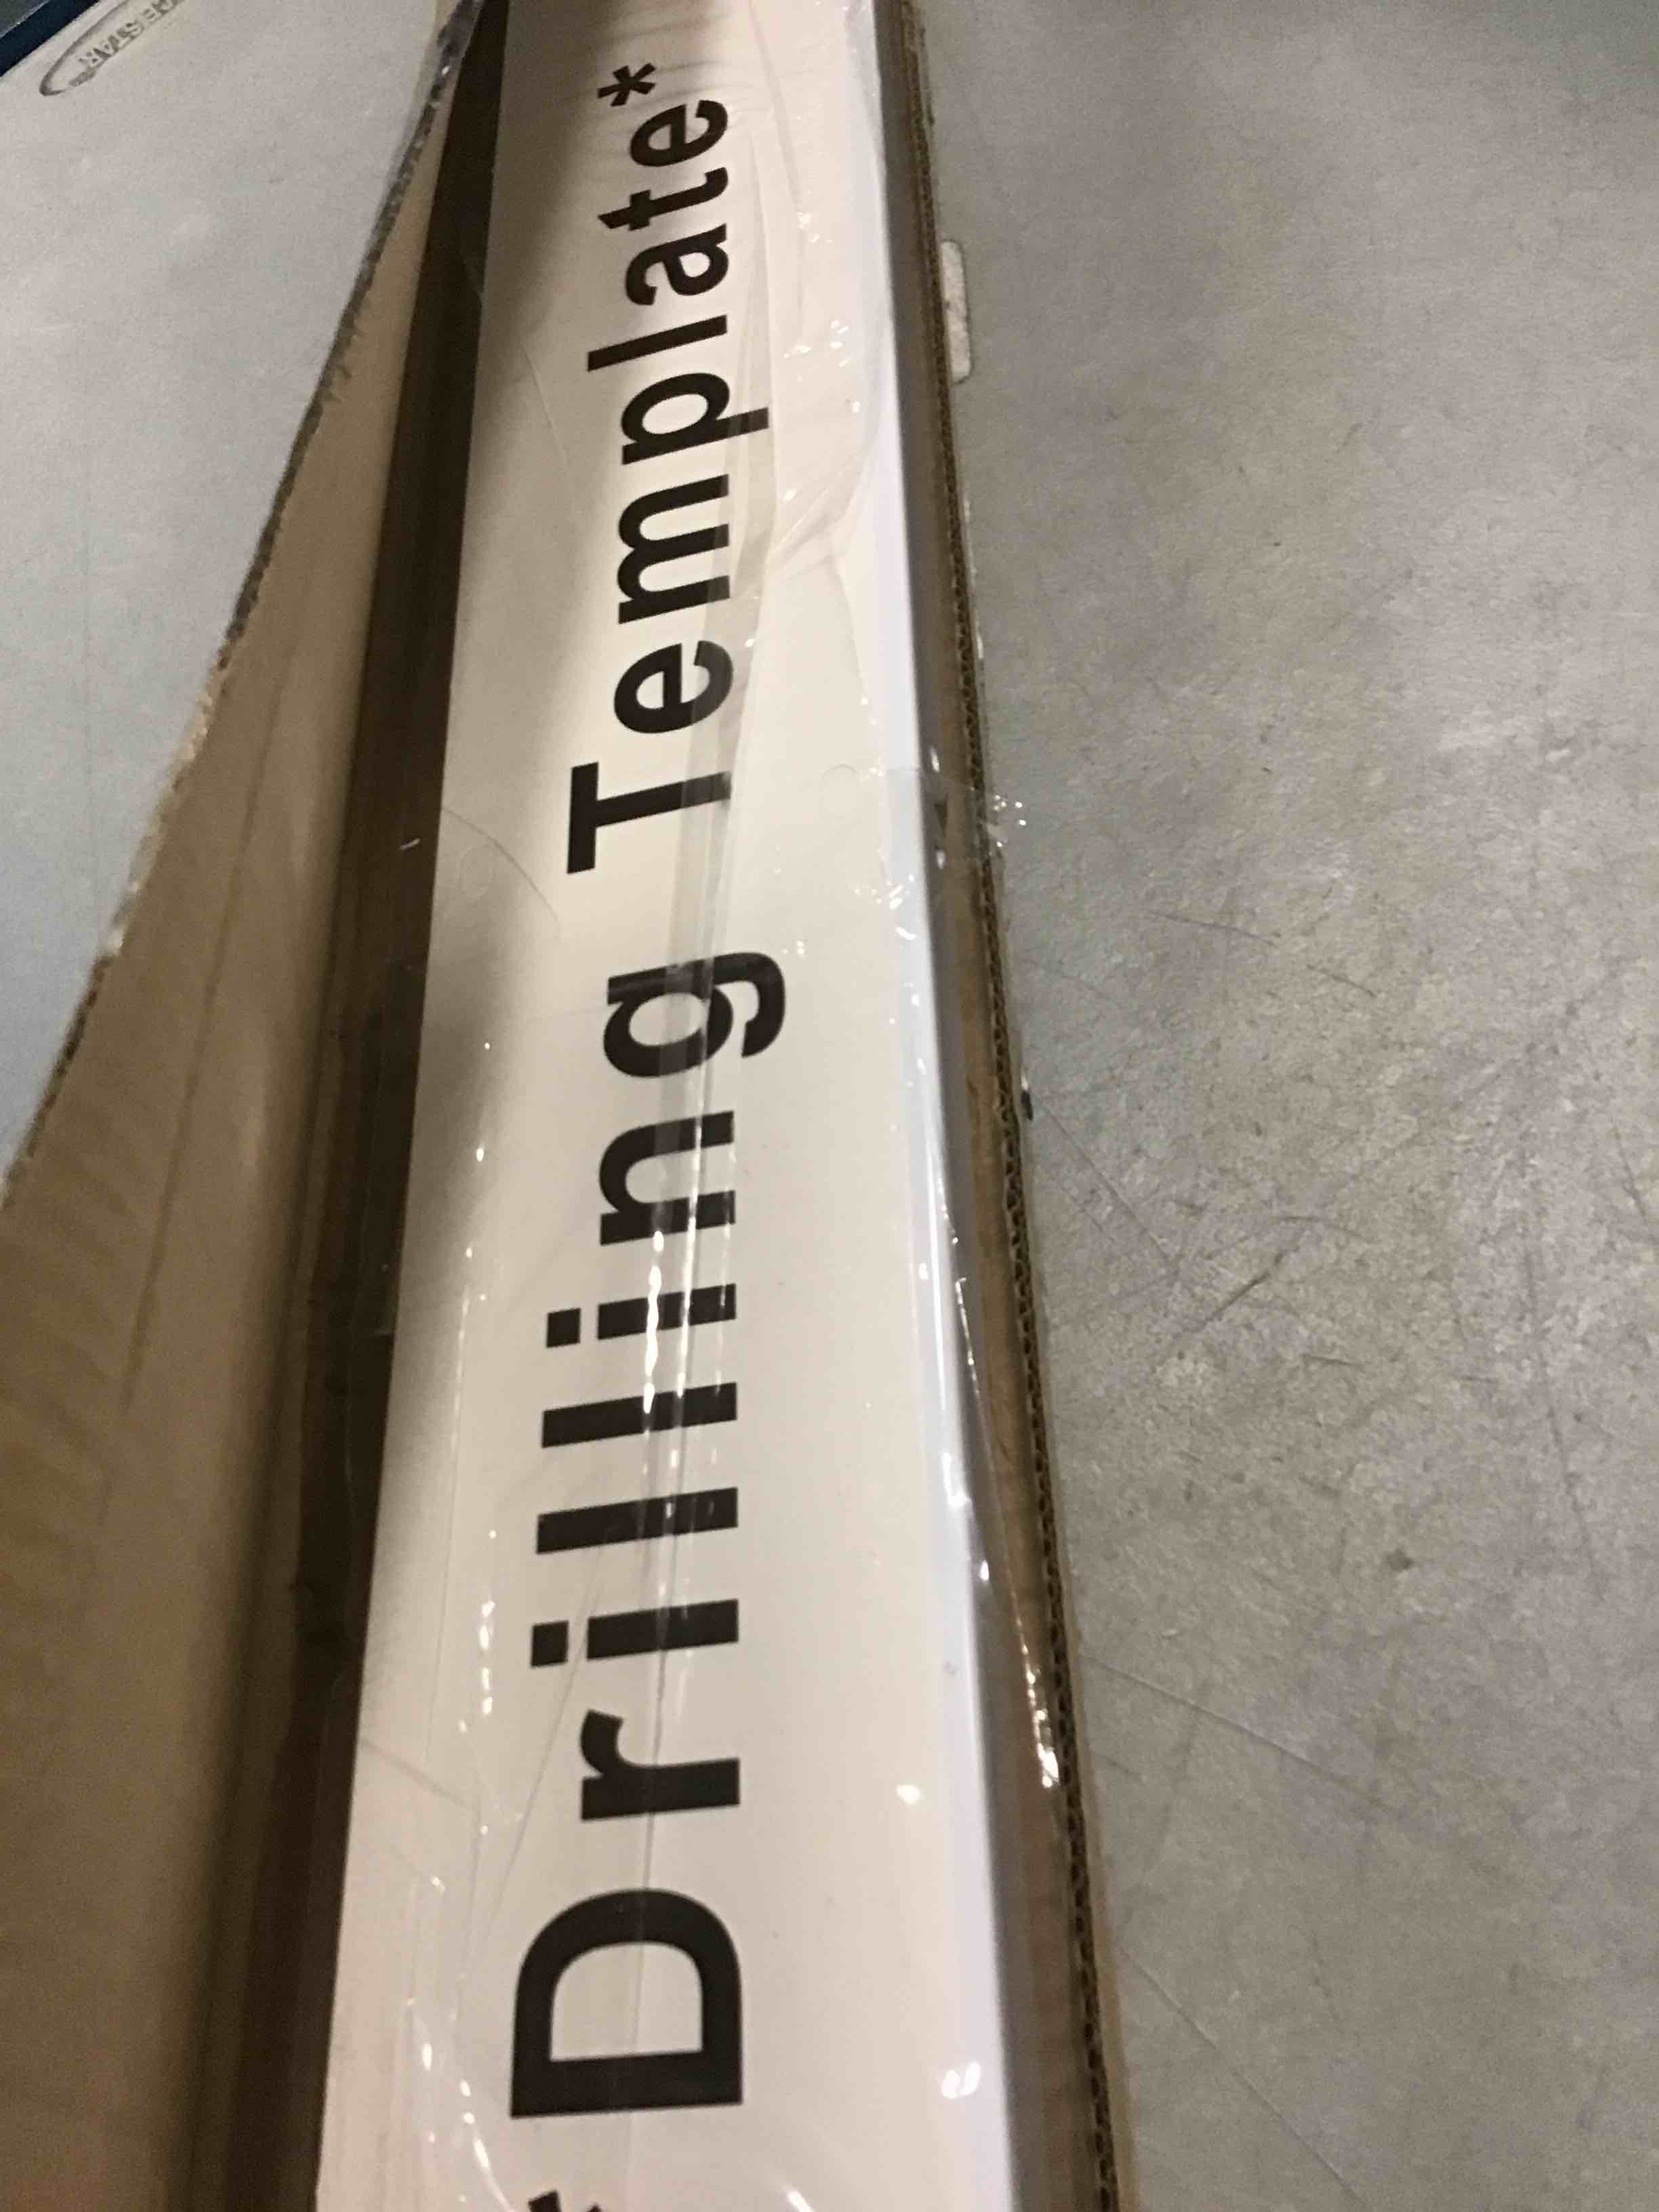 * Drilling Template*